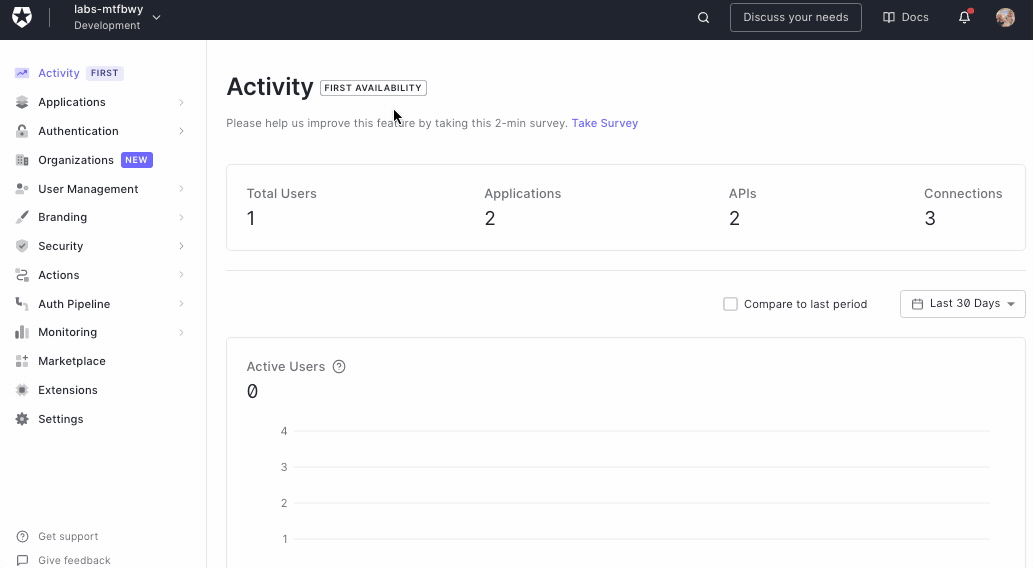 labs-mtfbwy
Development
Discuss your needs
Docs
Activity FIRST
Applications
Authentication
Organizations NEW
User Management
Branding
Security
Actions
Auth Pipeline
Monitoring
Marketplace
Extensions
Settings
Get support
Give feedback
Activity FIRST AVAILABILITY
Please help us improve this feature by taking this 2-min survey. Take Survey
Total Users
1
Applications
2
APIs
2
Connections
3
Compare to last period
Last 30 Days
Active Users ?
0
4
3
2
1